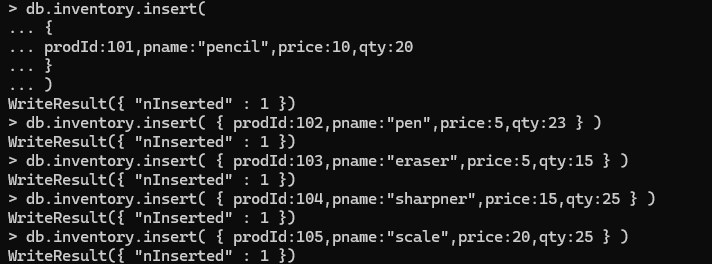 > db.inventory.insert(
... {
... prodId:101,pname:"pencil",price:10,qty:20
... }
... )
WriteResult({ "nInserted" : 1 })
> db.inventory.insert( { prodId:102,pname:"pen",price:5,qty:23 } )
WriteResult({ "nInserted" : 1 })
> db.inventory.insert( { prodId:103,pname:"eraser",price:5,qty:15 } )
WriteResult({ "nInserted" : 1 })
> db.inventory.insert( { prodId:104,pname:"sharpner",price:15,qty:25 } )
WriteResult({ "nInserted" : 1 })
> db.inventory.insert( { prodId:105,pname:"scale",price:20,qty:25 } )
WriteResult({ "nInserted" : 1 })